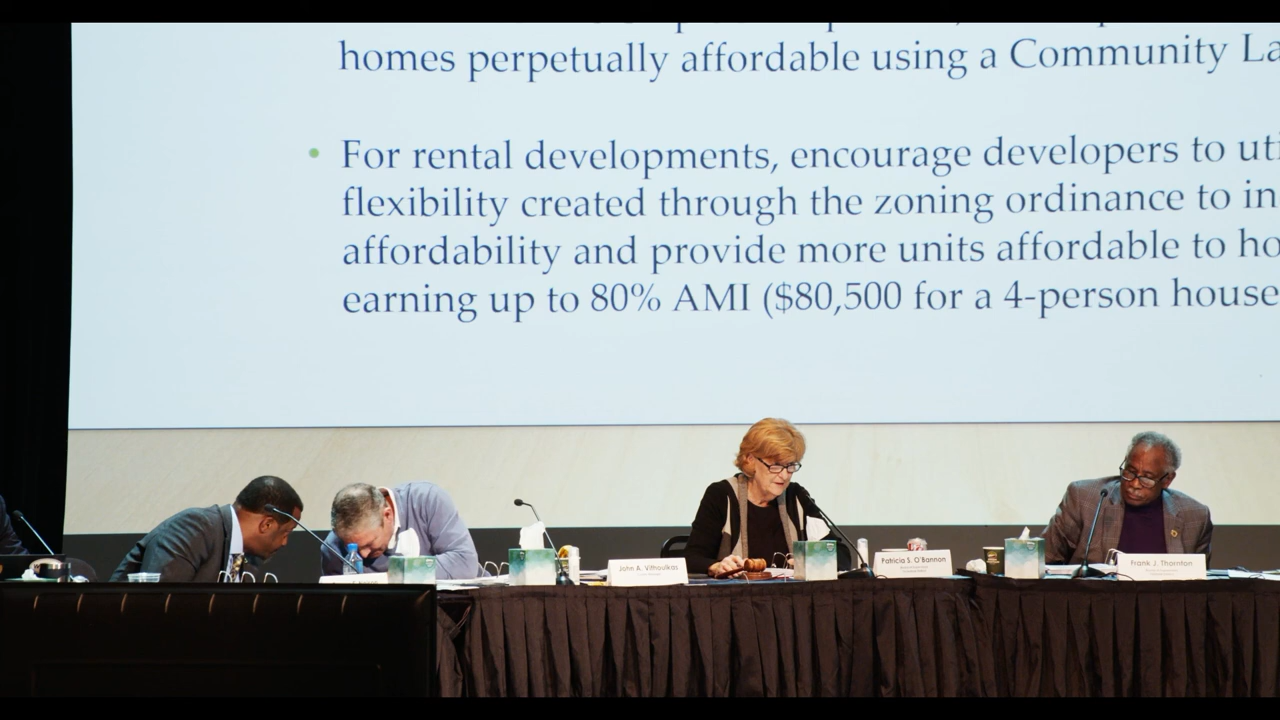 homes perpetually affordable using a Community La
• For rental developments, encourage developers to uti
flexibility created through the zoning ordinance to in
affordability and provide more units affordable to ho
earning up to 80% AMI ($80,500 for a 4-person house
John A. Vithoulkas
Patricia S. O'Bannon
Frank J. Thornton